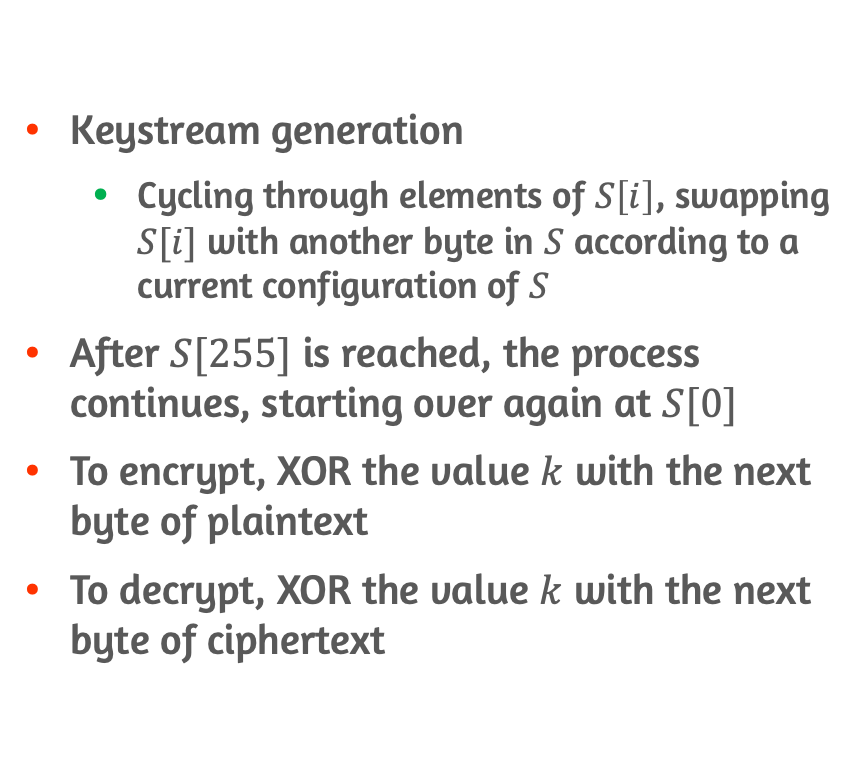 • Keystream generation
• Cycling through elements of S[i], swapping
S[i] with another byte in S according to a
current configuration of S
• After S[255] is reached, the process
continues, starting over again at S[0]
• To encrypt, XOR the value k with the next
byte of plaintext
• To decrypt, XOR the value k with the next
byte of ciphertext